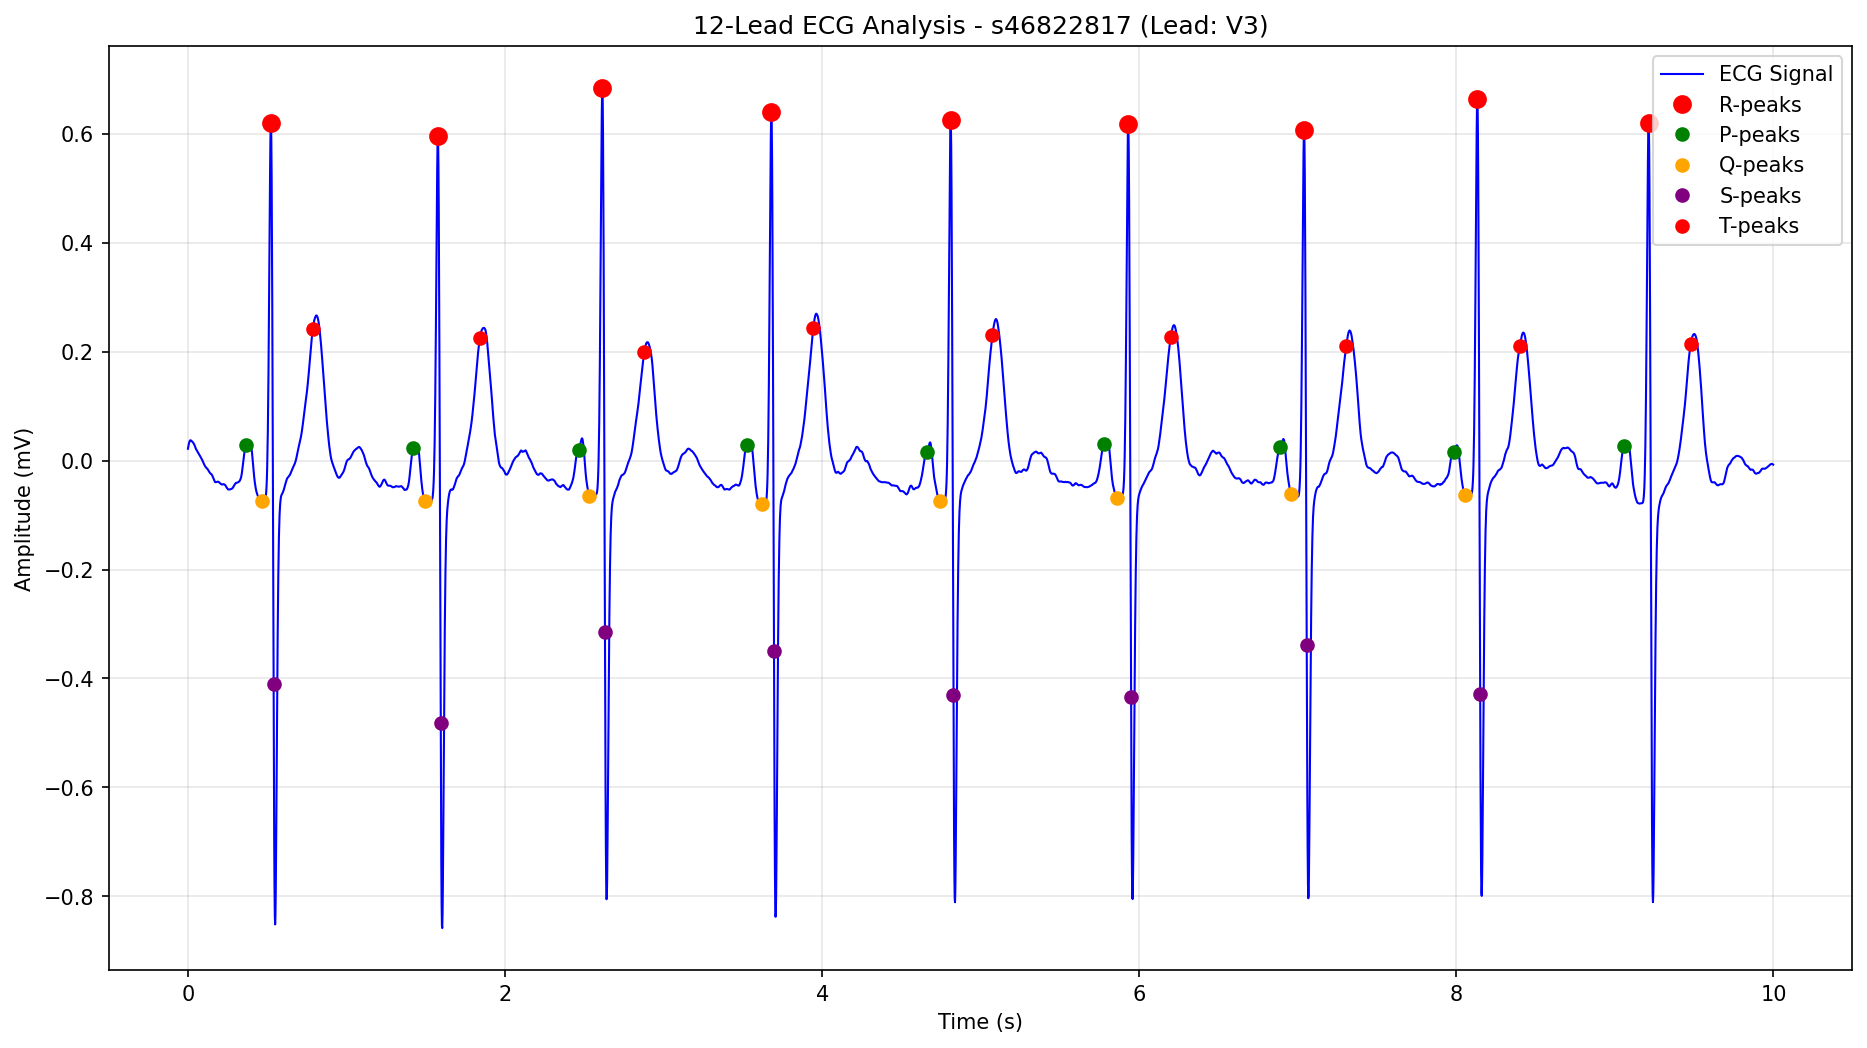 12-Lead ECG Analysis - s46822817 (Lead: V3)
ECG Signal
R-peaks
P-peaks
Q-peaks
S-peaks
T-peaks
Amplitude (mV)
0.6
0.4
0.2
0.0
−0.2
−0.4
−0.6
−0.8
0 2 4 6 8 10
Time (s)